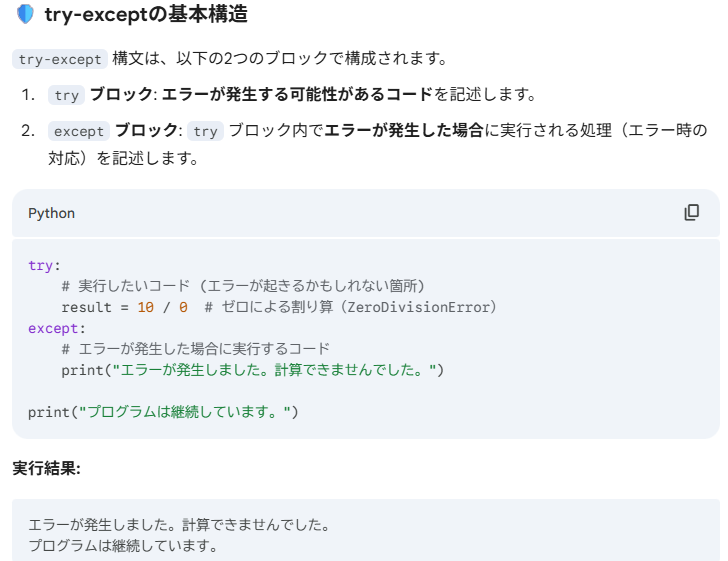 🛡️ try-exceptの基本構造
try-except 構文は、以下の2つのブロックで構成されます。
1. try ブロック: エラーが発生する可能性があるコードを記述します。
2. except ブロック: try ブロック内でエラーが発生した場合に実行される処理（エラー時の
対応）を記述します。
Python
try:
    # 実行したいコード (エラーが起きるかもしれない箇所)
    result = 10 / 0  # ゼロによる割り算（ZeroDivisionError）
except:
    # エラーが発生した場合に実行するコード
    print("エラーが発生しました。計算できませんでした。")
print("プログラムは継続しています。")
実行結果:
エラーが発生しました。計算できませんでした。
プログラムは継続しています。